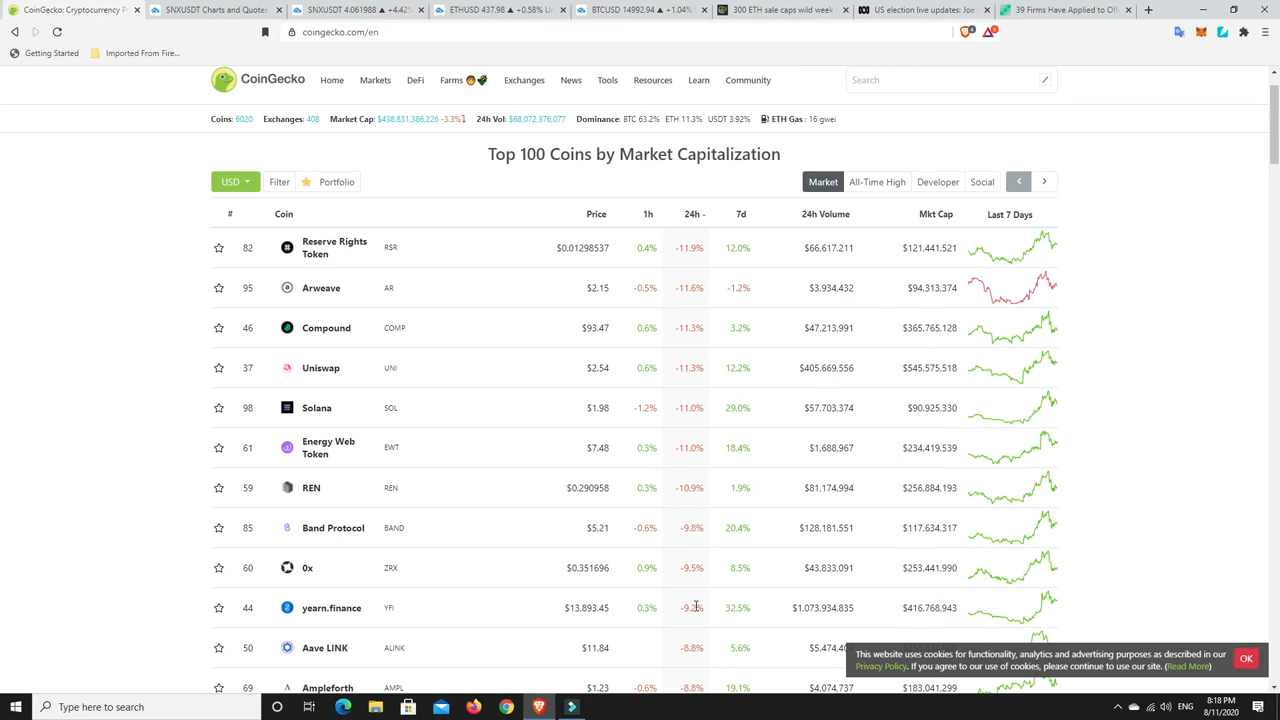 CoinGecko: Cryptocurrency P
SNXUSDT Charts and Quotes
SNXUSDT 4.061988 ▲ +4.42%
ETHUSD 437.98 ▲ +0.58% Un
BTCUSD 14992.94 ▲ +1.04%
300 ETH sale caps wild week
US election live updates: Joe
39 Firms Have Applied to Of
coingecko.com/en
Getting Started Imported From Fire...
CoinGecko Home Markets DeFi Farms Exchanges News Tools Resources Learn Community Search /
Coins: 6020 Exchanges: 408 Market Cap: $438,831,386,226 -3.3% 24h Vol: $68,072,376,077 Dominance: BTC 63.2% ETH 11.3% USDT 3.92% ETH Gas : 16 gwei
Top 100 Coins by Market Capitalization
USD Filter Portfolio Market All-Time High Developer Social
# Coin Price 1h 24h 7d 24h Volume Mkt Cap Last 7 Days
82 Reserve Rights Token RSR $0.01298537 0.4% -11.9% 12.0% $66,617,211 $121,441,521
95 Arweave AR $2.15 -0.5% -11.6% -1.2% $3,934,432 $94,313,374
46 Compound COMP $93.47 0.6% -11.3% 3.2% $47,213,991 $365,765,128
37 Uniswap UNI $2.54 0.6% -11.3% 12.2% $405,669,556 $545,575,518
98 Solana SOL $1.98 -1.2% -11.0% 29.0% $57,703,374 $90,925,330
61 Energy Web Token EWT $7.48 0.3% -11.0% 18.4% $1,688,967 $234,419,539
59 REN REN $0.290958 0.3% -10.9% 1.9% $81,174,994 $256,884,193
85 Band Protocol BAND $5.21 -0.6% -9.8% 20.4% $128,181,551 $117,634,317
60 0x ZRX $0.351696 0.9% -9.5% 8.5% $43,833,091 $253,441,990
44 yearn.finance YFI $13,893.45 0.3% 32.5% $1,073,934,835 $416,768,943
50 Aave LINK ALINK $11.84 -8.8% 5.6%
69 Ampleforth AMPL $1.23 -0.6% -8.8% 19.1% $4,074,737 $183,041,299
This website uses cookies for functionality, analytics and advertising purposes as described in our
Privacy Policy. If you agree to our use of cookies, please continue to use our site. (Read More)
OK
Type here to search
ENG
8:18 PM
8/11/2020